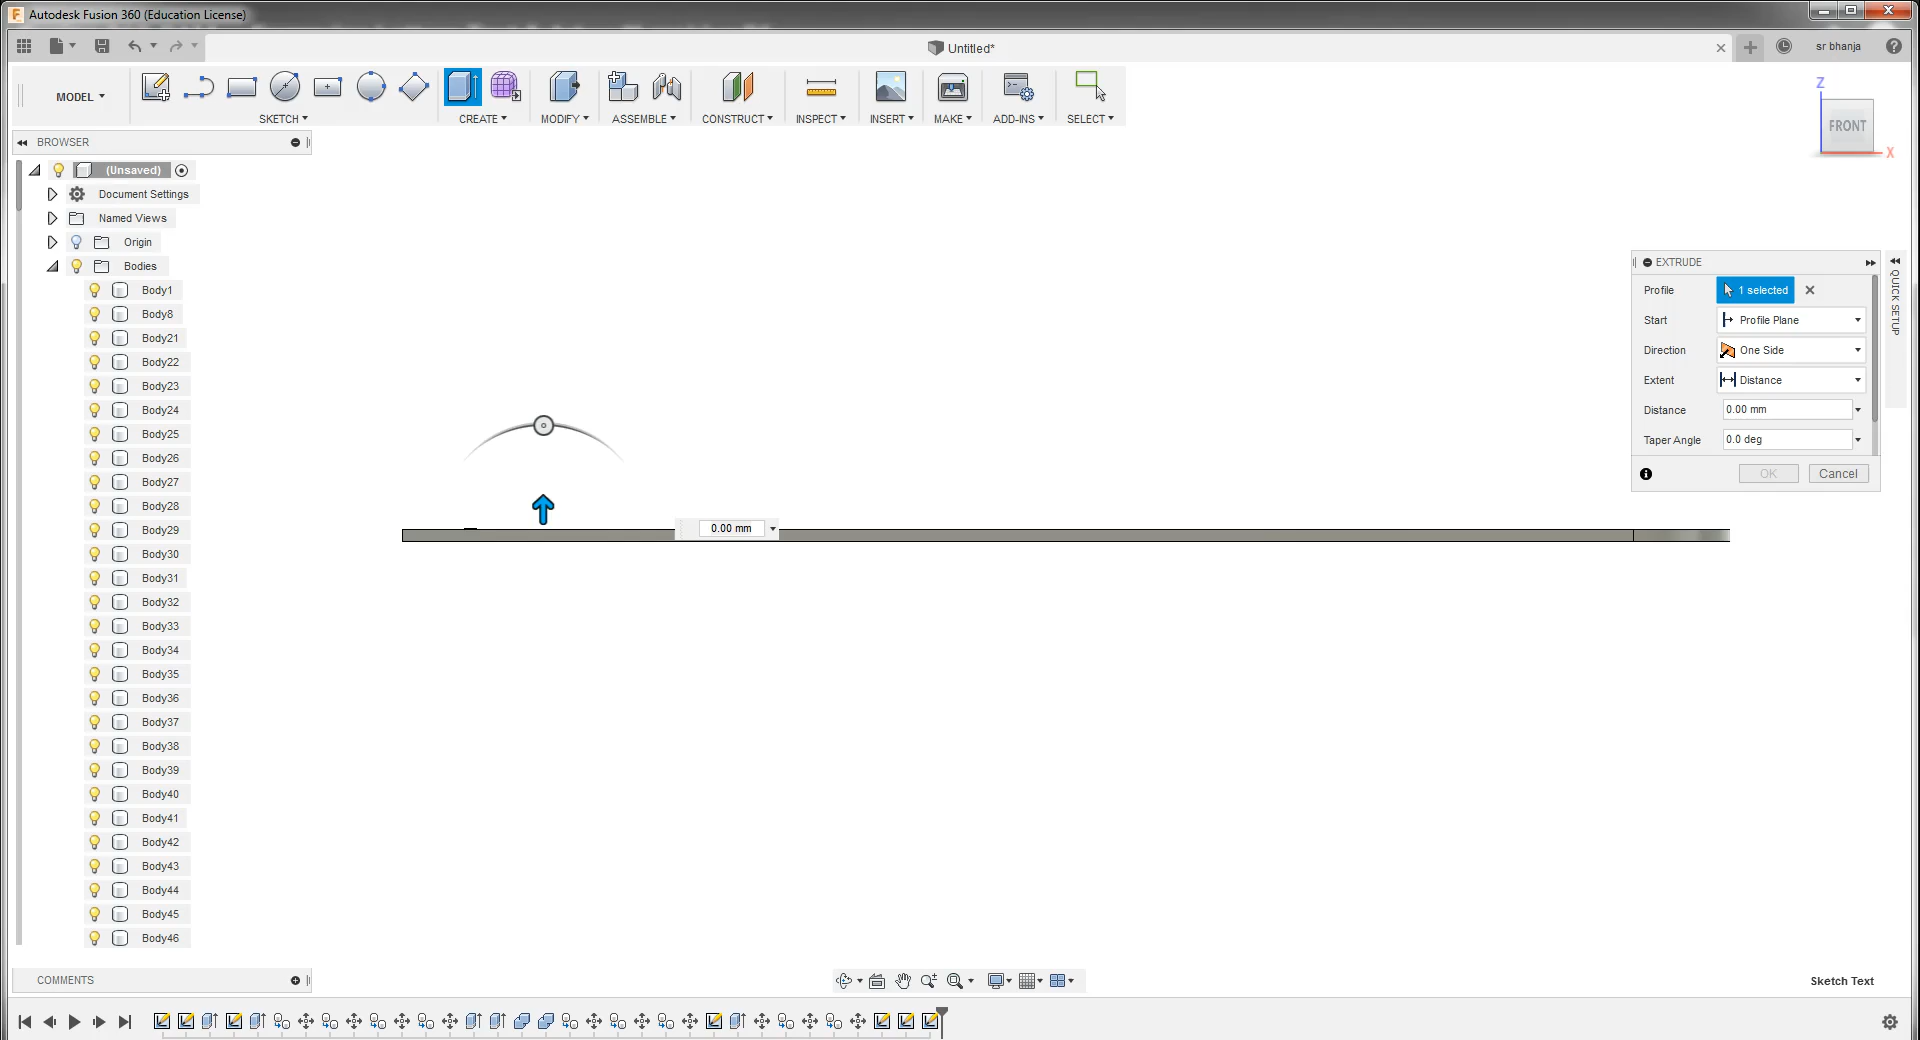 Autodesk Fusion 360 (Education License)
Untitled*
sr bhanja
MODEL
SKETCH
CREATE
MODIFY
ASSEMBLE
CONSTRUCT
INSPECT
INSERT
MAKE
ADD-INS
SELECT
Z
FRONT
X
BROWSER
(Unsaved)
Document Settings
Named Views
Origin
Bodies
Body1
Body8
Body21
Body22
Body23
Body24
Body25
Body26
Body27
Body28
Body29
Body30
Body31
Body32
Body33
Body34
Body35
Body36
Body37
Body38
Body39
Body40
Body41
Body42
Body43
Body44
Body45
Body46
0.00 mm
EXTRUDE
Profile 1 selected
Start Profile Plane
Direction One Side
Extent Distance
Distance 0.00 mm
Taper Angle 0.0 deg
OK Cancel
QUICK SETUP
COMMENTS
Sketch Text